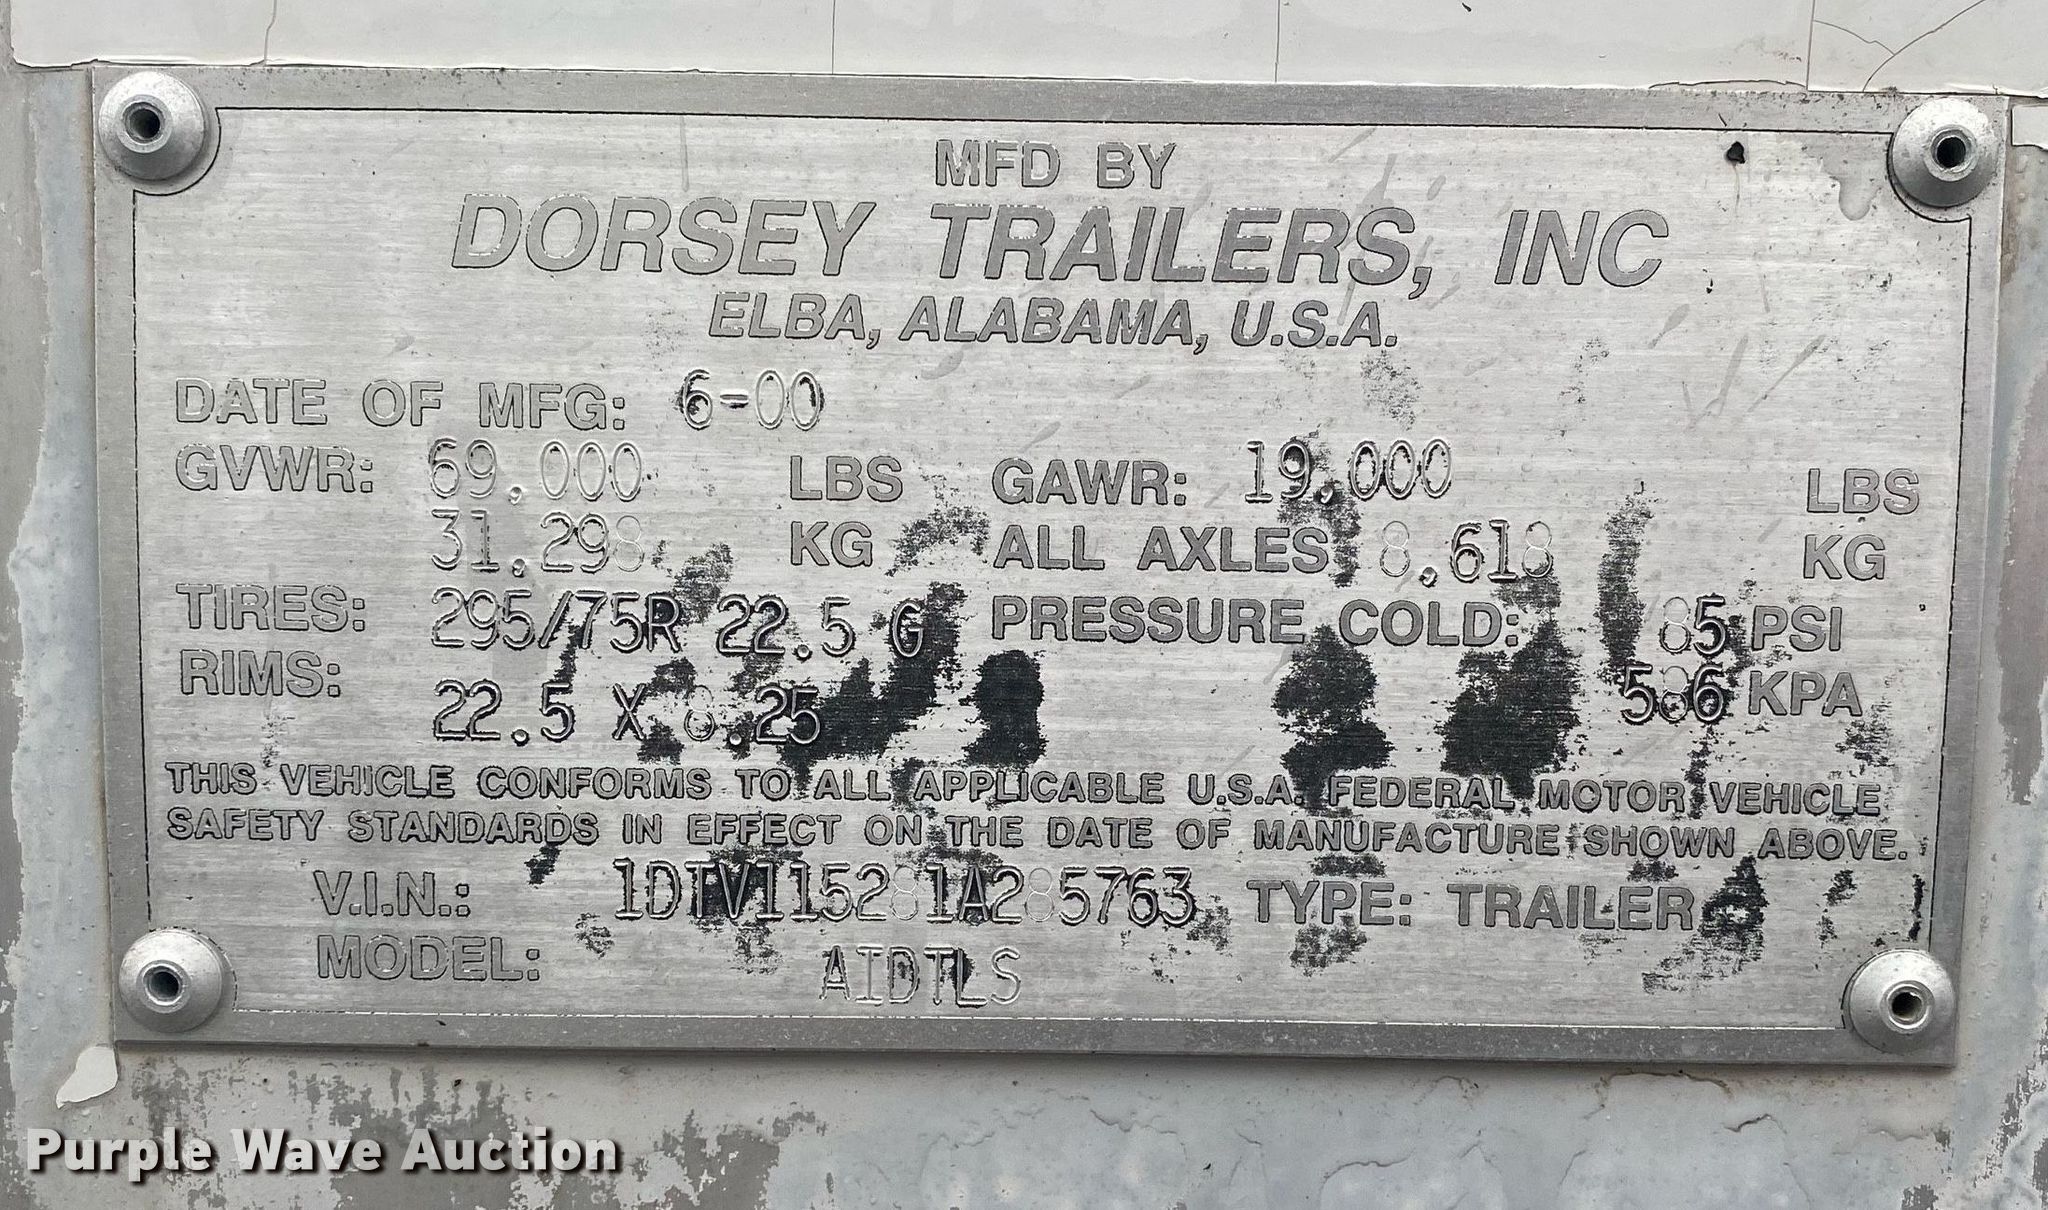 MFD BY
DORSEY TRAILERS, INC
ELBA, ALABAMA, U.S.A.
DATE OF MFG: 6-00
GVWR: 69,000 LBS GAWR: 19,000 LBS
31,298 KG ALL AXLES 8,618 KG
TIRES: 295/75R 22.5 G PRESSURE COLD: 85 PSI
RIMS: 22.5 X 8.25 586 KPA
THIS VEHICLE CONFORMS TO ALL APPLICABLE U.S.A. FEDERAL MOTOR VEHICLE
SAFETY STANDARDS IN EFFECT ON THE DATE OF MANUFACTURE SHOWN ABOVE.
V.I.N.: 1DTV115281A285763 TYPE: TRAILER
MODEL: AIDTLS
Purple Wave Auction